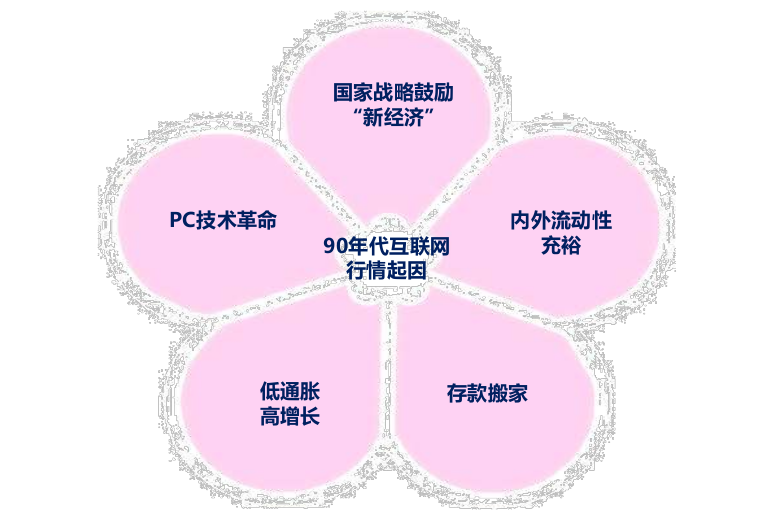 国家战略鼓励
“新经济”
PC技术革命
内外流动性
充裕
90年代互联网
行情起因
低通胀
高增长
存款搬家